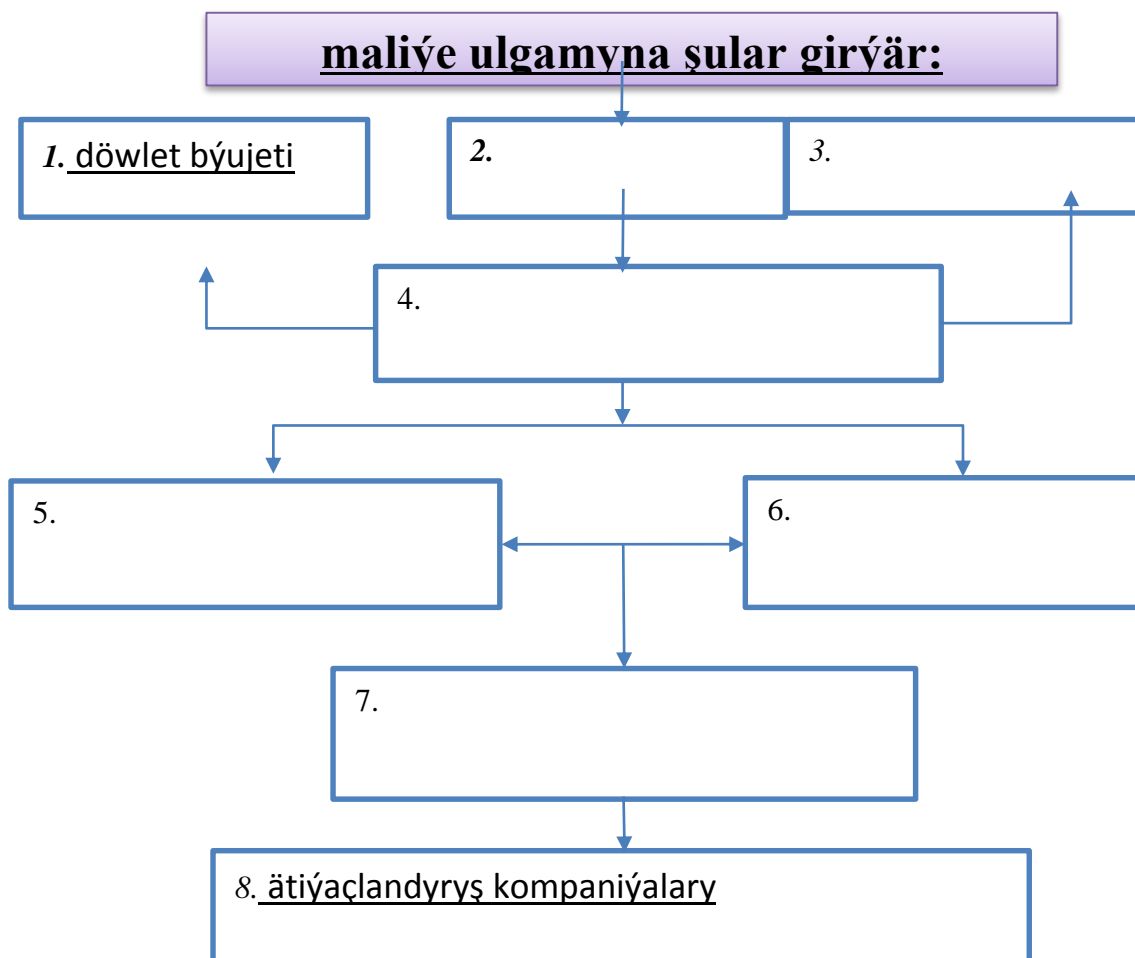 maliýe ulgamyna şular girýär:
1. döwlet býujeti
2.
3.
4.
5.
6.
7.
8. ätiýaçlandyryş kompaniýalary